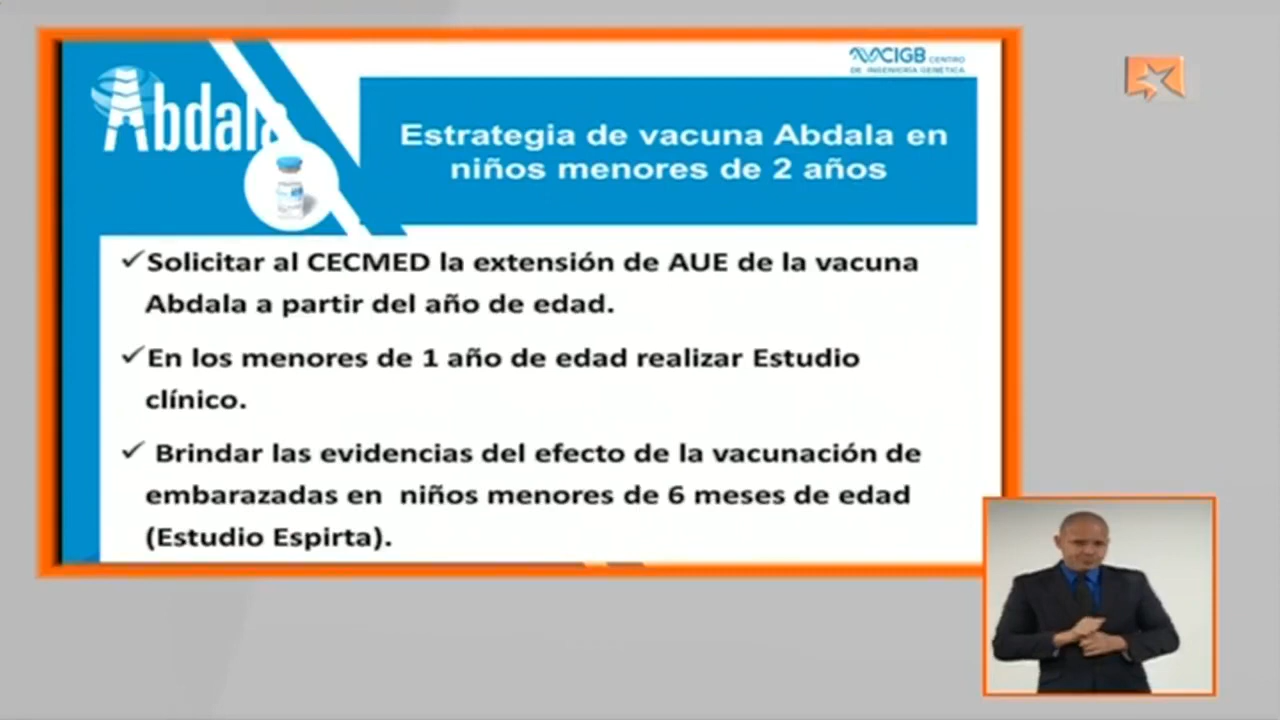 Abdala
CIGB CENTRO
DE INGENIERÍA GENÉTICA
Estrategia de vacuna Abdala en
niños menores de 2 años
✓Solicitar al CECMED la extensión de AUE de la vacuna
Abdala a partir del año de edad.
✓En los menores de 1 año de edad realizar Estudio
clínico.
✓ Brindar las evidencias del efecto de la vacunación de
embarazadas en niños menores de 6 meses de edad
(Estudio Espirta).